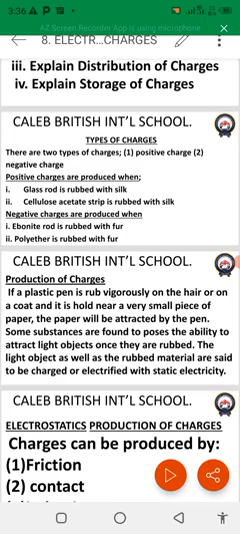 3:36
AZ Screen Recorder App is using microphone
8. ELECTR...CHARGES
iii. Explain Distribution of Charges
iv. Explain Storage of Charges
CALEB BRITISH INT'L SCHOOL.
TYPES OF CHARGES
There are two types of charges; (1) positive charge (2)
negative charge
Positive charges are produced when;
i. Glass rod is rubbed with silk
ii. Cellulose acetate strip is rubbed with silk
Negative charges are produced when
i. Ebonite rod is rubbed with fur
ii. Polyether is rubbed with fur
CALEB BRITISH INT'L SCHOOL.
Production of Charges
If a plastic pen is rub vigorously on the hair or on
a coat and it is hold near a very small piece of
paper, the paper will be attracted by the pen.
Some substances are found to poses the ability to
attract light objects once they are rubbed. The
light object as well as the rubbed material are said
to be charged or electrified with static electricity.
CALEB BRITISH INT'L SCHOOL.
ELECTROSTATICS PRODUCTION OF CHARGES
Charges can be produced by:
(1)Friction
(2) contact